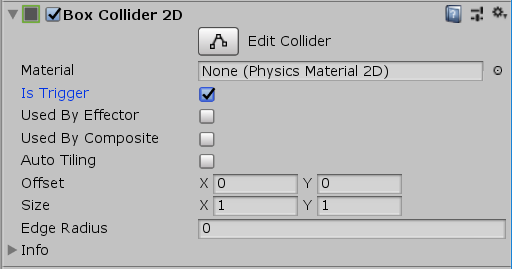 Box Collider 2D
Edit Collider
Material None (Physics Material 2D)
Is Trigger
Used By Effector
Used By Composite
Auto Tiling
Offset X 0 Y 0
Size X 1 Y 1
Edge Radius 0
Info